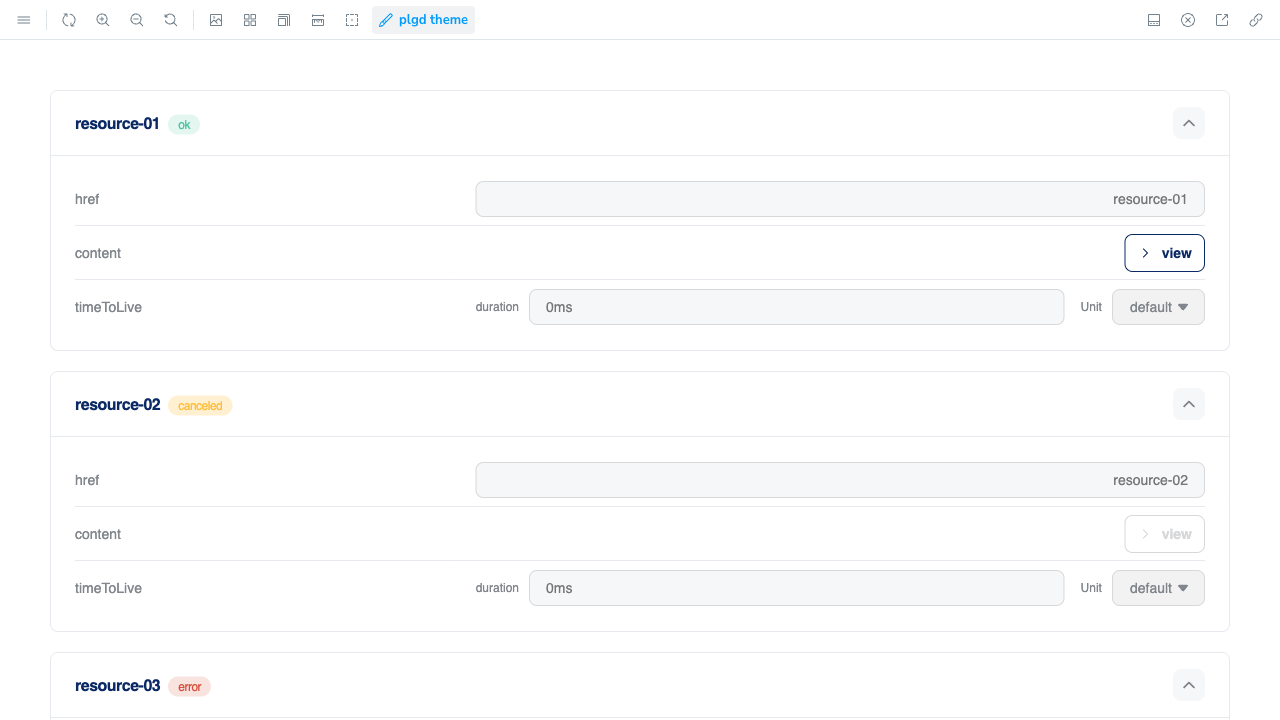 plgd theme
resource-01 ok
href resource-01
content view
timeToLive duration 0ms Unit default
resource-02 canceled
href resource-02
content view
timeToLive duration 0ms Unit default
resource-03 error